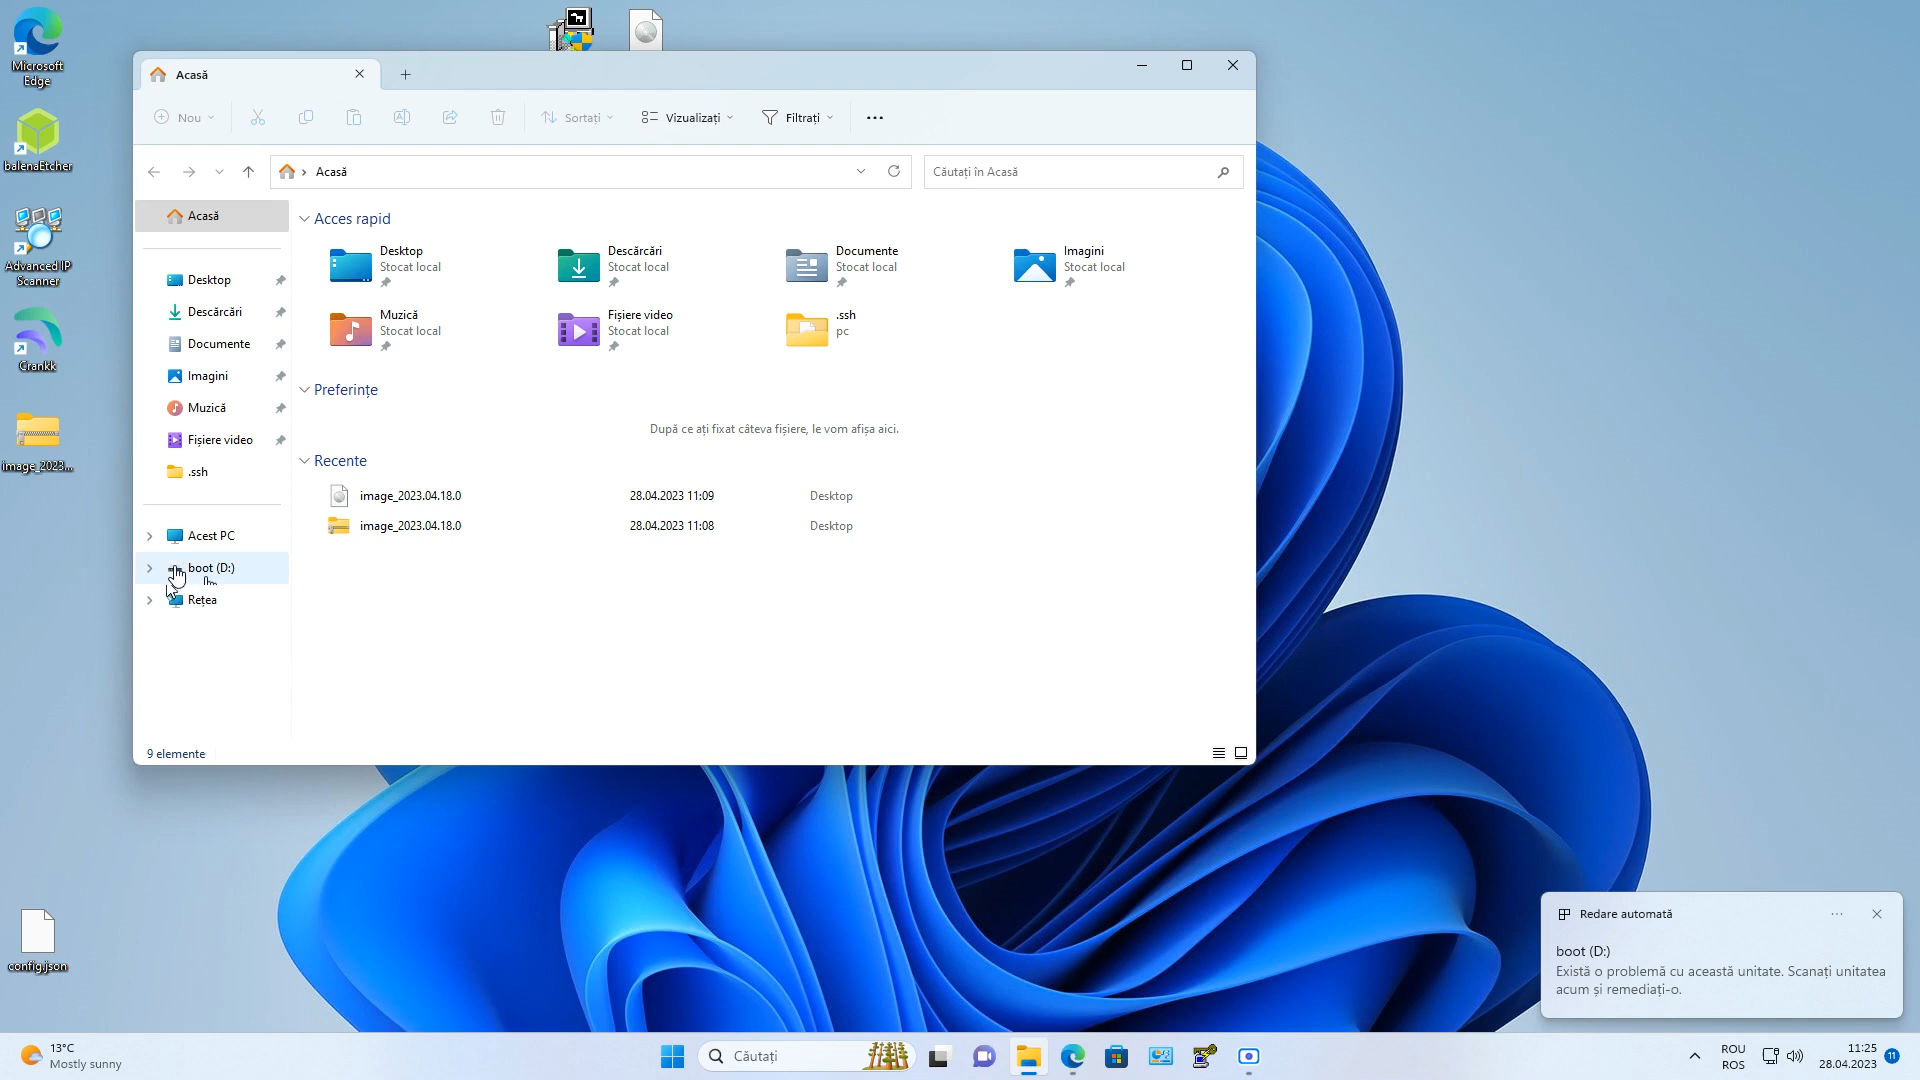 Microsoft
Edge
balenaEtcher
Advanced IP
Scanner
Crankk
image_2023...
config.json
Acasă
Nou
Sortați
Vizualizați
Filtrați
Acasă
Căutați în Acasă
Acasă
Desktop
Descărcări
Documente
Imagini
Muzică
Fișiere video
.ssh
Acest PC
boot (D:)
Rețea
Acces rapid
Desktop
Stocat local
Descărcări
Stocat local
Documente
Stocat local
Imagini
Stocat local
Muzică
Stocat local
Fișiere video
Stocat local
.ssh
pc
Preferințe
După ce ați fixat câteva fișiere, le vom afișa aici.
Recente
image_2023.04.18.0 28.04.2023 11:09 Desktop
image_2023.04.18.0 28.04.2023 11:08 Desktop
9 elemente
Redare automată
boot (D:)
Există o problemă cu această unitate. Scanați unitatea
acum și remediați-o.
13°C
Mostly sunny
Căutați
ROU
ROS
11:25
28.04.2023
11